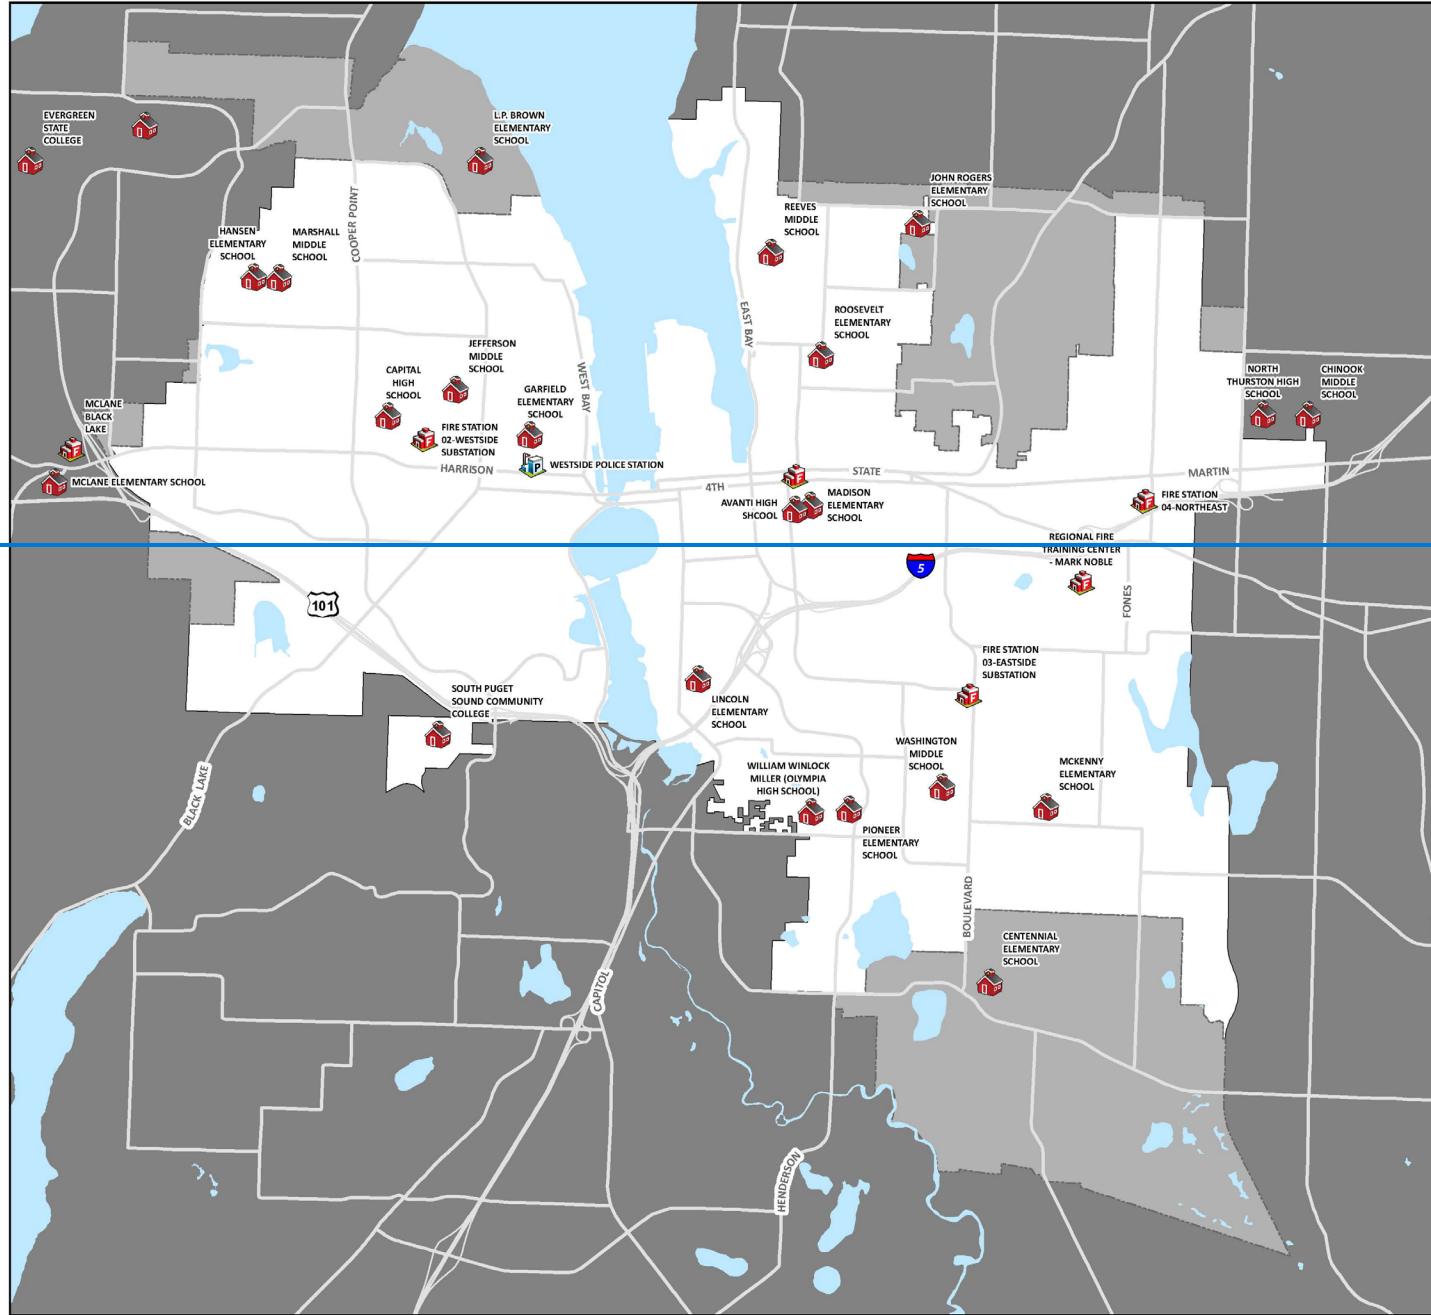 EVERGREEN
STATE
COLLEGE
L.P. BROWN
ELEMENTARY
SCHOOL
JOHN ROGERS
ELEMENTARY
SCHOOL
REEVES
MIDDLE
SCHOOL
HANSEN
ELEMENTARY
SCHOOL
MARSHALL
MIDDLE
SCHOOL
COOPER POINT
EAST BAY
ROOSEVELT
ELEMENTARY
SCHOOL
JEFFERSON
MIDDLE
SCHOOL
CAPITAL
HIGH
SCHOOL
WEST BAY
GARFIELD
ELEMENTARY
SCHOOL
NORTH
THURSTON HIGH
SCHOOL
CHINOOK
MIDDLE
SCHOOL
MCLANE
BLACK
LAKE
F
FIRE STATION
02-WESTSIDE
SUBSTATION
F
HARRISON
P
WESTSIDE POLICE STATION
MCLANE ELEMENTARY SCHOOL
F
STATE
MARTIN
4TH
AVANTI HIGH
SHCOOL
MADISON
ELEMENTARY
SCHOOL
F
FIRE STATION
04-NORTHEAST
REGIONAL FIRE
TRAINING CENTER
- MARK NOBLE
F
5
101
FONES
FIRE STATION
03-EASTSIDE
SUBSTATION
F
SOUTH PUGET
SOUND COMMUNITY
COLLEGE
LINCOLN
ELEMENTARY
SCHOOL
WASHINGTON
MIDDLE
SCHOOL
WILLIAM WINLOCK
MILLER (OLYMPIA
HIGH SCHOOL)
MCKENNY
ELEMENTARY
SCHOOL
BLACK LAKE
PIONEER
ELEMENTARY
SCHOOL
BOULEVARD
CENTENNIAL
ELEMENTARY
SCHOOL
CAPITOL
HENDERSON